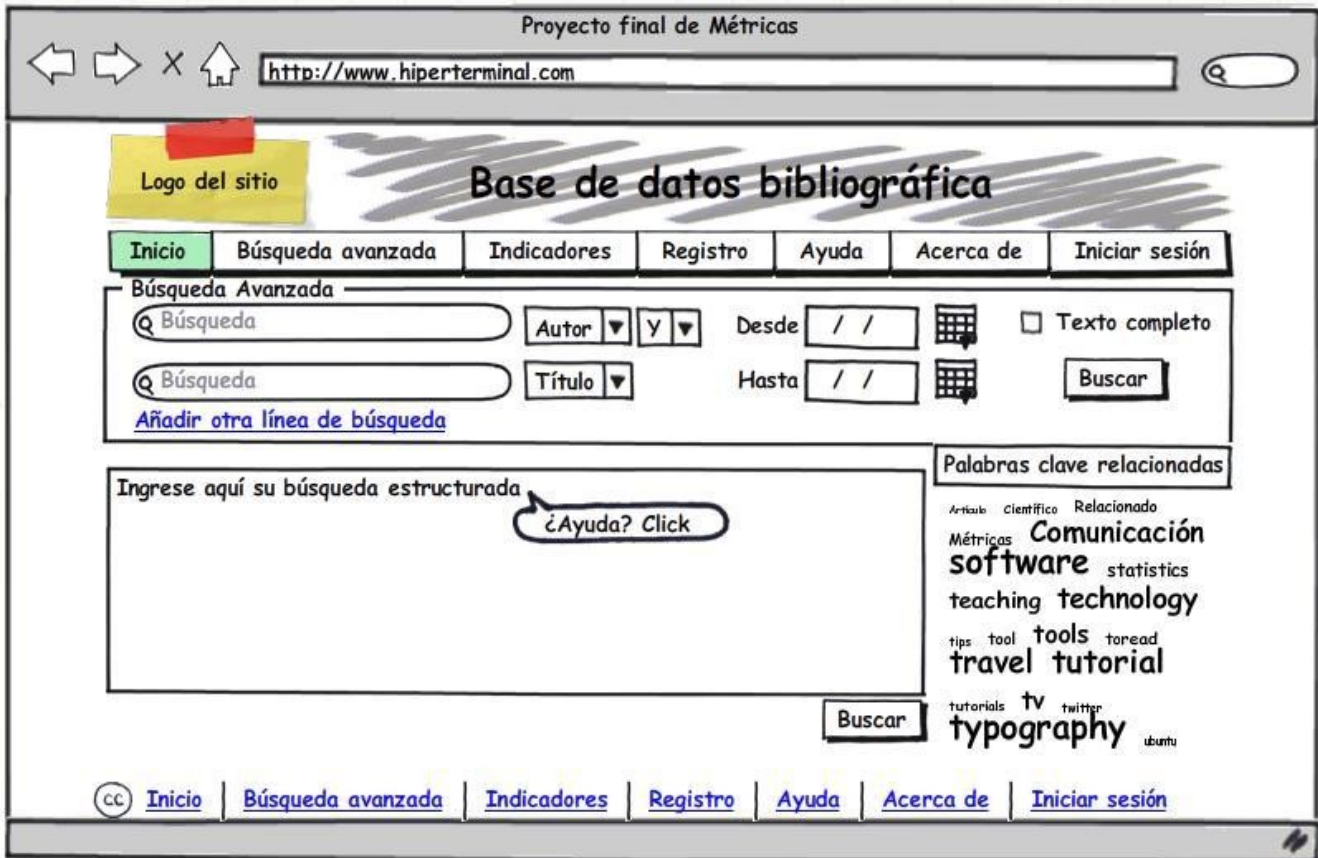 Proyecto final de Métricas
http://www.hiperterminal.com
Logo del sitio
Base de datos bibliográfica
Inicio Búsqueda avanzada Indicadores Registro Ayuda Acerca de Iniciar sesión
Búsqueda Avanzada
Búsqueda Autor Y Desde / / Texto completo
Búsqueda Título Hasta / / Buscar
Añadir otra línea de búsqueda
Palabras clave relacionadas
Ingrese aquí su búsqueda estructurada
¿Ayuda? Click
Artículo Científico Relacionado
Métricas Comunicación
software statistics
teaching technology
tips tool tools toread
travel tutorial
tutorials tv twitter
typography ubuntu
Buscar
cc Inicio Búsqueda avanzada Indicadores Registro Ayuda Acerca de Iniciar sesión